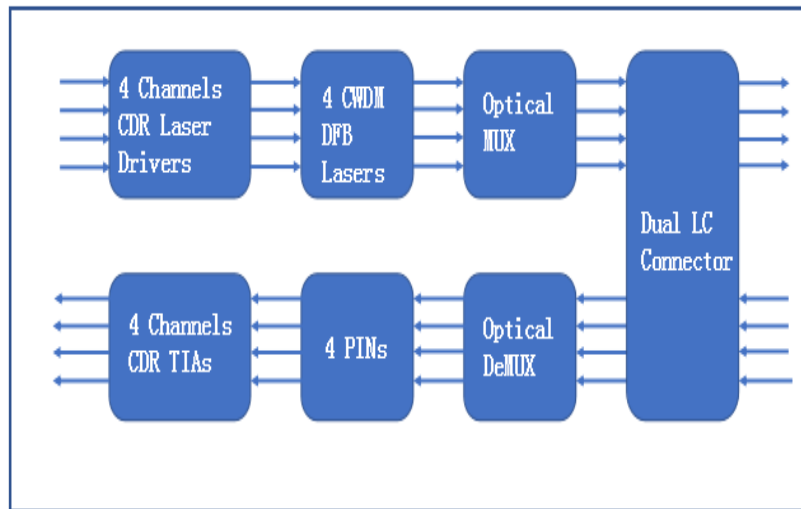 4 Channels
CDR Laser
Drivers
4 CWDM
DFB
Lasers
Optical
MUX
Dual LC
Connector
4 Channels
CDR TIAs
4 PINs
Optical
DeMUX